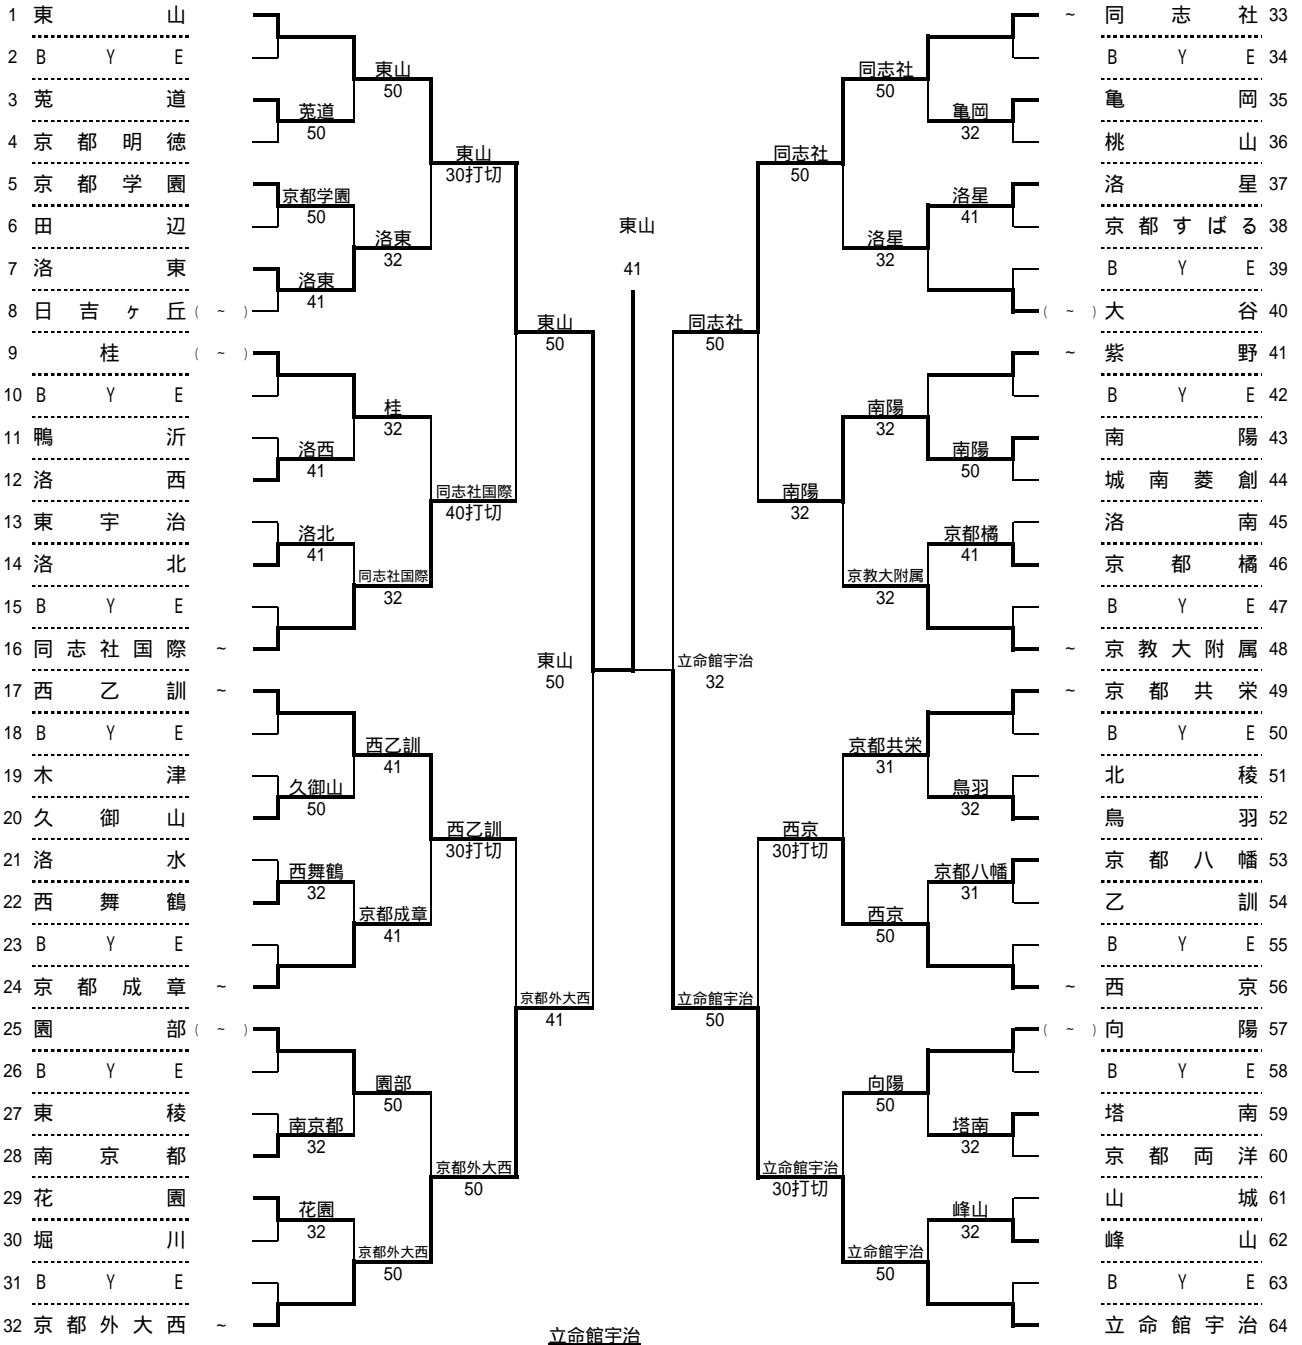 1 東山
2 BYE
3 莵道
4 京都明徳
5 京都学園
6 田辺
7 洛東
8 日吉ヶ丘 ( ~ )
9 桂 ( ~ )
10 BYE
11 鴨沂
12 洛西
13 東宇治
14 洛北
15 BYE
16 同志社国際 ~
17 西乙訓 ~
18 BYE
19 木津
20 久御山
21 洛水
22 西舞鶴
23 BYE
24 京都成章 ~
25 園部 ( ~ )
26 BYE
27 東稜
28 南京都
29 花園
30 堀川
31 BYE
32 京都外大西 ~
莵道
50
京都学園
50
洛東
41
洛西
41
洛北
41
久御山
50
西舞鶴
32
南京都
32
花園
32
東山
50
洛東
32
桂
32
同志社国際
32
西乙訓
41
京都成章
41
園部
50
京都外大西
50
東山
30打切
同志社国際
40打切
西乙訓
30打切
京都外大西
50
東山
50
京都外大西
41
東山
50
東山
41
立命館宇治
32
同志社
50
立命館宇治
50
同志社
50
南陽
32
西京
30打切
立命館宇治
30打切
同志社
50
洛星
32
南陽
32
京教大附属
32
京都共栄
31
西京
50
向陽
50
立命館宇治
50
亀岡
32
洛星
41
南陽
50
京都橘
41
鳥羽
32
京都八幡
31
塔南
32
峰山
32
~ 同志社 33
BYE 34
亀岡 35
桃山 36
洛星 37
京都すばる 38
BYE 39
( ~ ) 大谷 40
~ 紫野 41
BYE 42
南陽 43
城南菱創 44
洛南 45
京都橘 46
BYE 47
~ 京教大附属 48
~ 京都共栄 49
BYE 50
北稜 51
鳥羽 52
京都八幡 53
乙訓 54
BYE 55
~ 西京 56
( ~ ) 向陽 57
BYE 58
塔南 59
京都両洋 60
山城 61
峰山 62
BYE 63
立命館宇治 64
立命館宇治